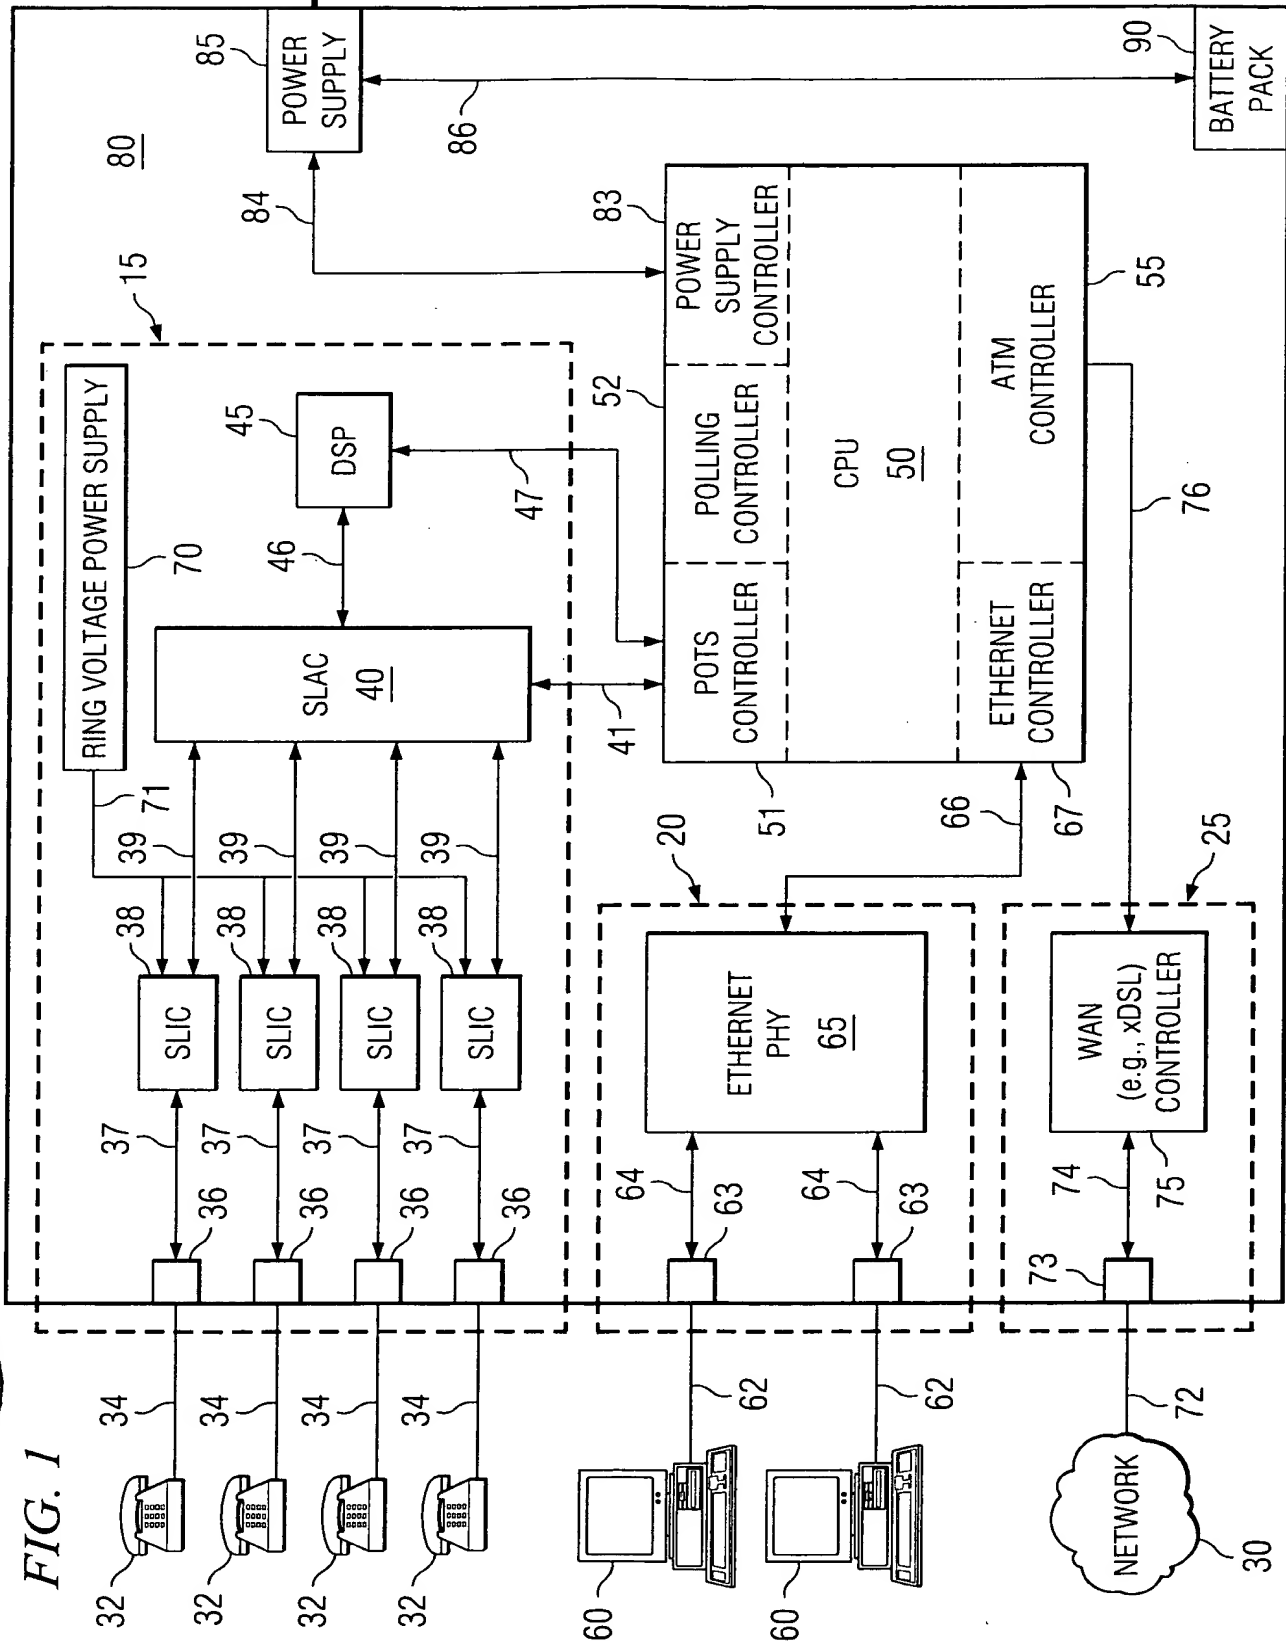 FIG. 1
32
32
32
32
34
34
34
34
36
36
36
36
37
37
37
37
SLIC
SLIC
SLIC
SLIC
38
38
38
38
39
39
39
39
71
RING VOLTAGE POWER SUPPLY
70
SLAC
40
46
DSP
45
47
41
15
80
84
POWER
SUPPLY
85
86
BATTERY
PACK
90
POTS
CONTROLLER
51
POLLING
CONTROLLER
52
POWER
SUPPLY
CONTROLLER
83
CPU
50
ETHERNET
CONTROLLER
67
ATM
CONTROLLER
55
66
76
60
60
62
62
63
63
64
64
ETHERNET
PHY
65
20
NETWORK
30
72
73
74
WAN
(e.g., xDSL)
CONTROLLER
75
25